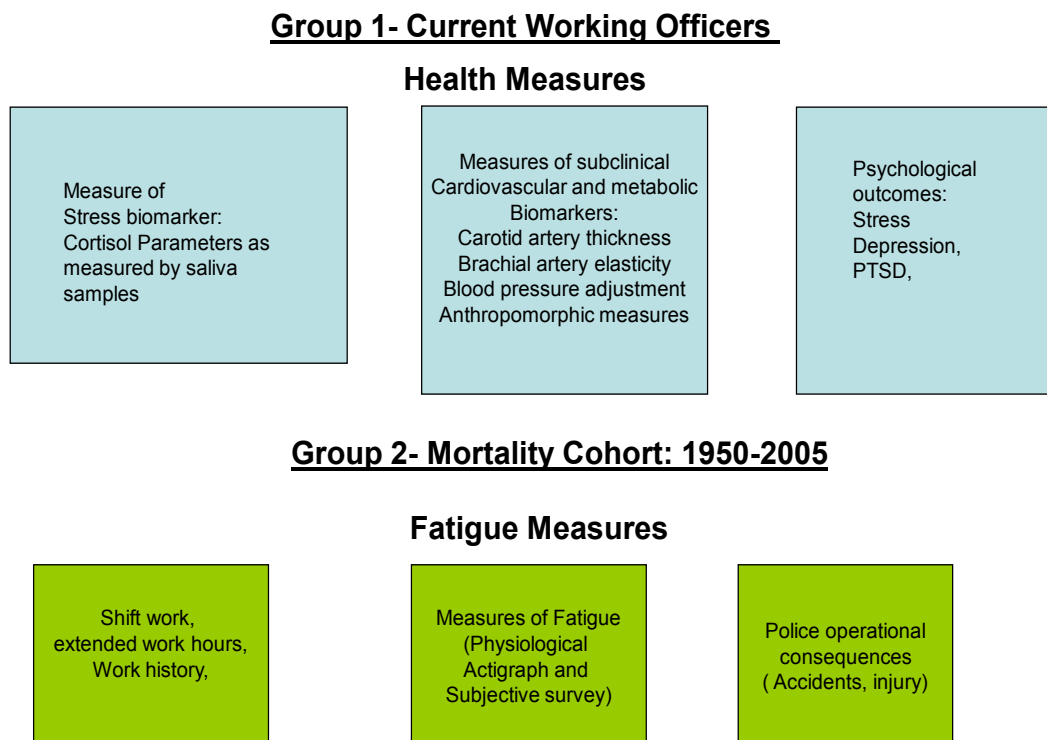 Group 1- Current Working Officers
Health Measures
Measure of
Stress biomarker:
Cortisol Parameters as
measured by saliva
samples
Measures of subclinical
Cardiovascular and metabolic
Biomarkers:
Carotid artery thickness
Brachial artery elasticity
Blood pressure adjustment
Anthropomorphic measures
Psychological
outcomes:
Stress
Depression,
PTSD,
Group 2- Mortality Cohort: 1950-2005
Fatigue Measures
Shift work,
extended work hours,
Work history,
Measures of Fatigue
(Physiological
Actigraph and
Subjective survey)
Police operational
consequences
( Accidents, injury)